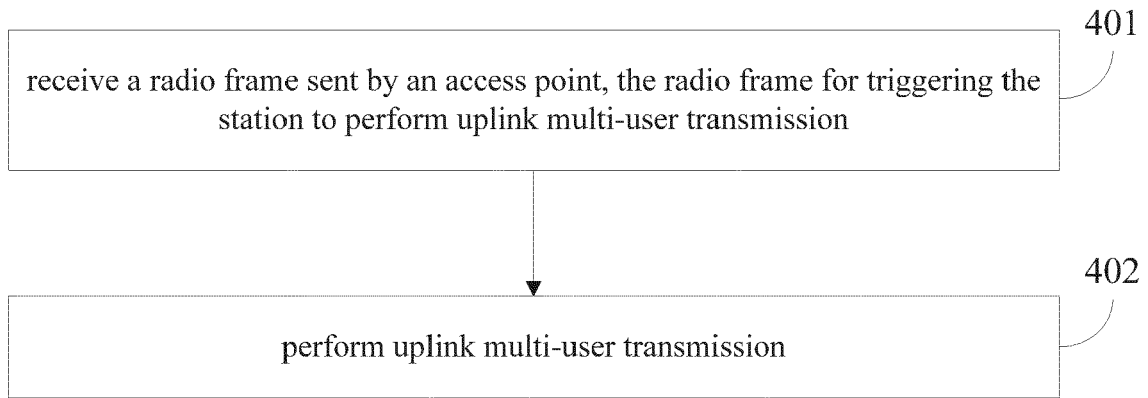 401
receive a radio frame sent by an access point, the radio frame for triggering the
station to perform uplink multi-user transmission
402
perform uplink multi-user transmission